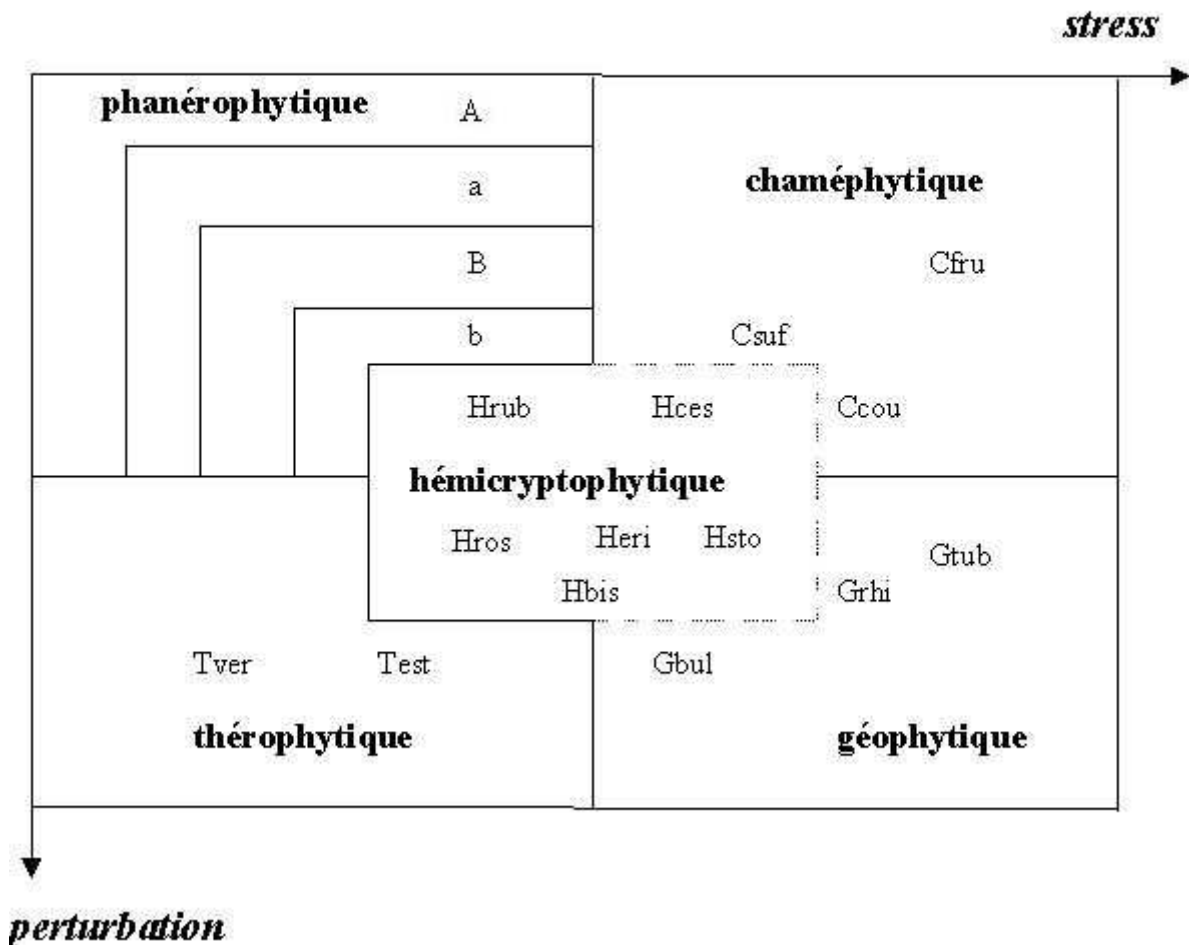 stress
phanérophytique A
a
chaméphytique
B
Cfru
b
Csuf
Hrub Hces Ccou
hémicryptophytique
Hros Heri Hsto
Gtub
Hbis Grhi
Tver Test Gbul
thérophytique géophytique
perturbation